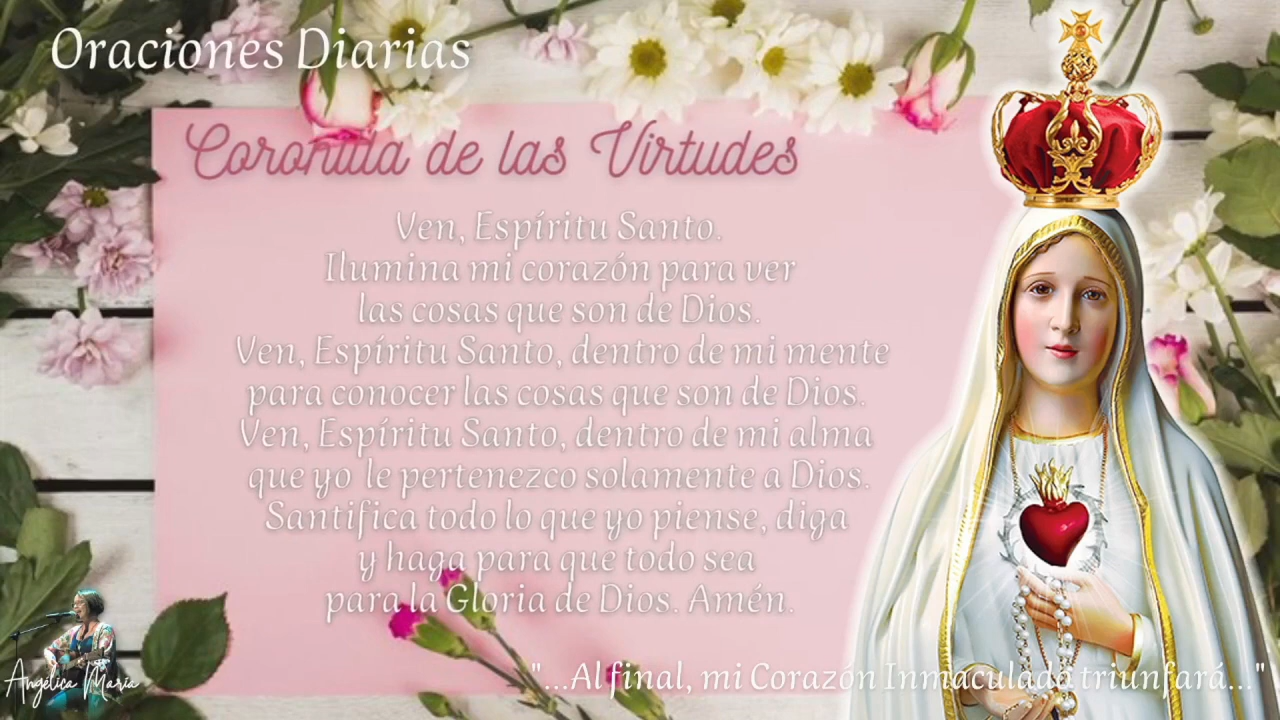 Oraciones Diarias
Coronilla de las Virtudes
Ven, Espíritu Santo.
Ilumina mi corazón para ver
las cosas que son de Dios.
Ven, Espíritu Santo, dentro de mi mente
para conocer las cosas que son de Dios.
Ven, Espíritu Santo, dentro de mi alma
que yo le pertenezco solamente a Dios.
Santifica todo lo que yo piense, diga
y haga para que todo sea
para la Gloria de Dios. Amén.
Angélica María
"...Al final, mi Corazón Inmaculado triunfará..."